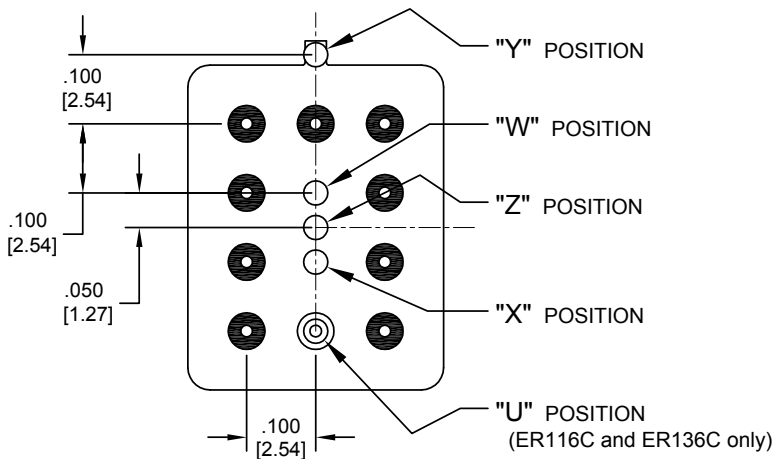 "Y" POSITION
.100
[2.54]
"W" POSITION
"Z" POSITION
.100
[2.54]
.050
[1.27]
"X" POSITION
"U" POSITION
(ER116C and ER136C only)
.100
[2.54]